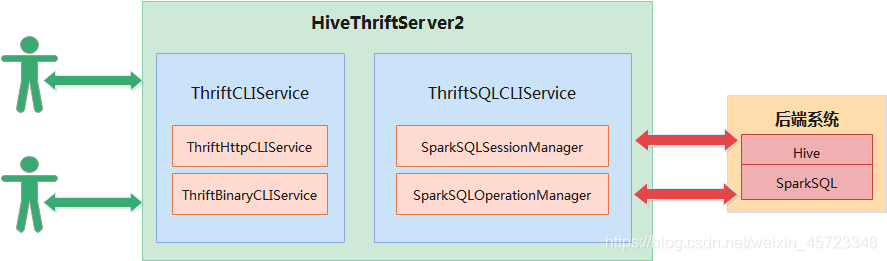 HiveThriftServer2
ThriftCLIService
ThriftHttpCLIService
ThriftBinaryCLIService
ThriftSQLCLIService
SparkSQLSessionManager
SparkSQLOperationManager
后端系统
Hive
SparkSQL
https://blog.csdn.net/weixin_45723348